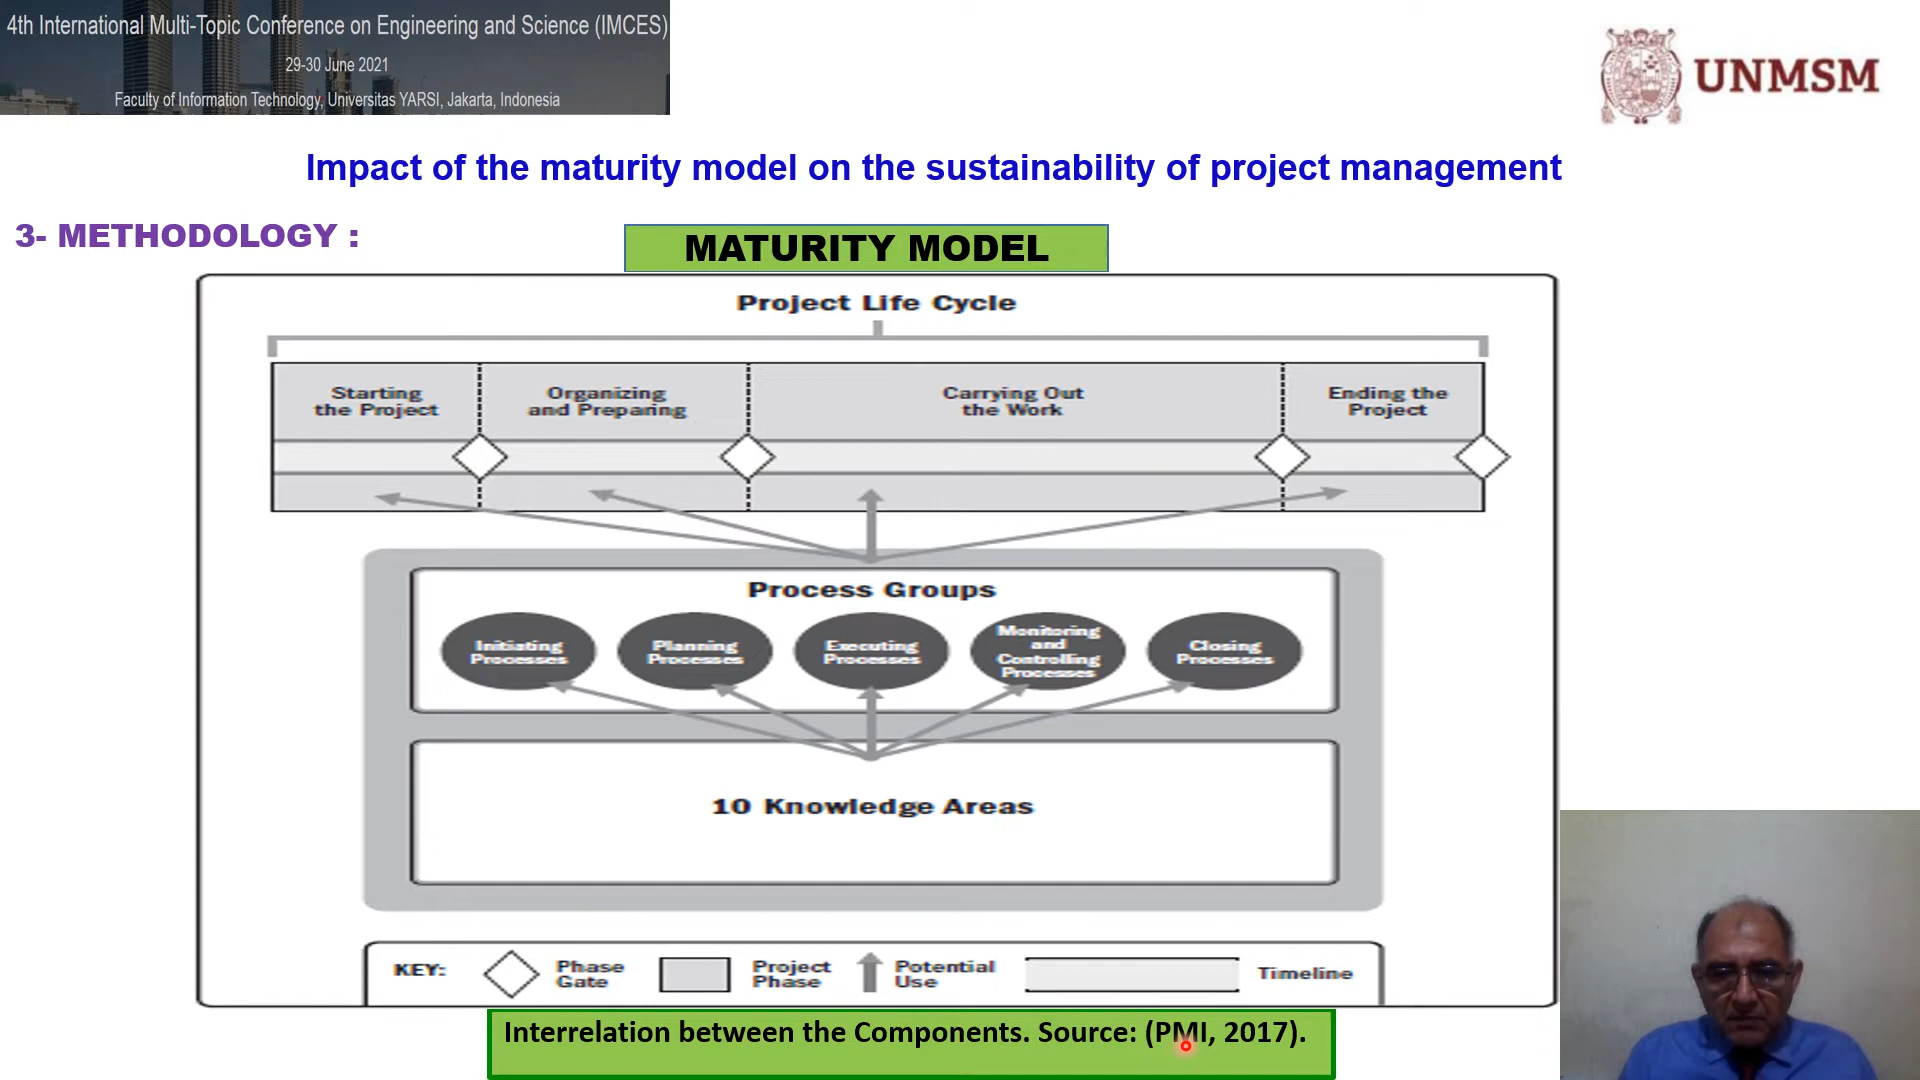 4th International Multi-Topic Conference on Engineering and Science (IMCES)
29-30 June 2021
Faculty of Information Technology, Universitas YARSI, Jakarta, Indonesia
UNMSM
Impact of the maturity model on the sustainability of project management
3- METHODOLOGY :
MATURITY MODEL
Project Life Cycle
Starting
the Project
Organizing
and Preparing
Carrying Out
the Work
Ending the
Project
Process Groups
Initiating
Processes
Planning
Processes
Executing
Processes
Monitoring
and
Controlling
Processes
Closing
Processes
10 Knowledge Areas
KEY:
Phase
Gate
Project
Phase
Potential
Use
Timeline
Interrelation between the Components. Source: (PMI, 2017).